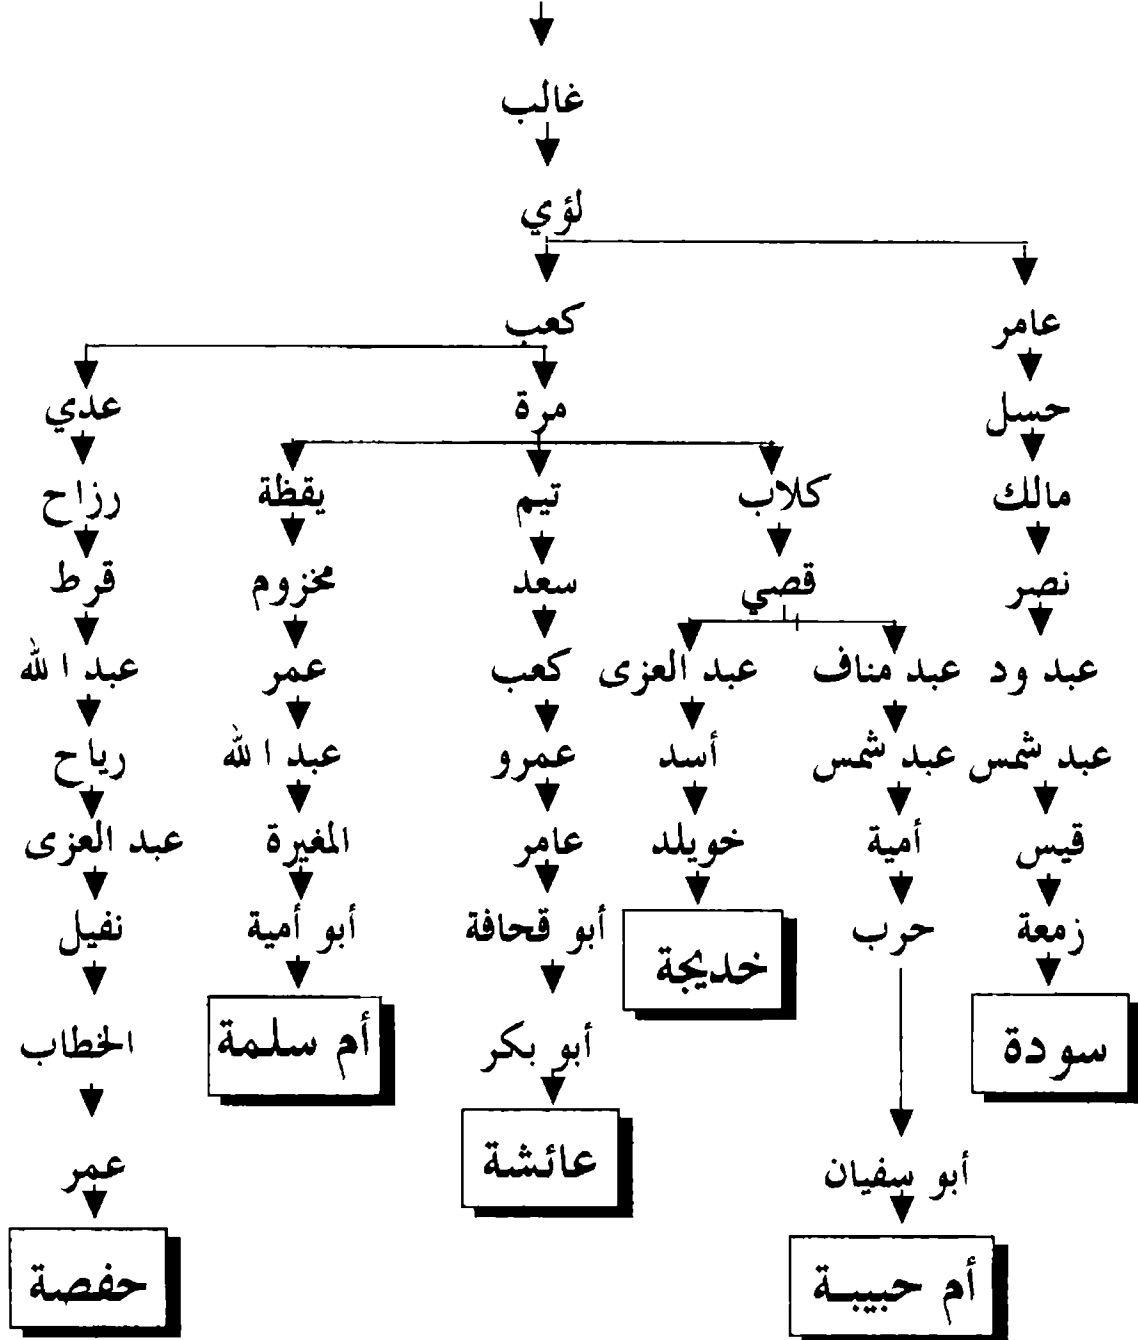 غالب
لؤي
كعب
عامر
عدي
مرة
حسل
رزاح
يقظة
تيم
كلاب
مالك
قرط
مخزوم
سعد
قصي
نصر
عبد الله
عمر
كعب
عبد العزى
عبد مناف
عبد ود
رياح
عبد الله
عمرو
أسد
عبد شمس
عبد شمس
عبد العزى
المغيرة
عامر
خويلد
أمية
قيس
نفيل
أبو أمية
أبو قحافة
خديجة
حرب
زمعة
الخطاب
أم سلمة
أبو بكر
سودة
عمر
عائشة
أبو سفيان
حفصة
أم حبيبة